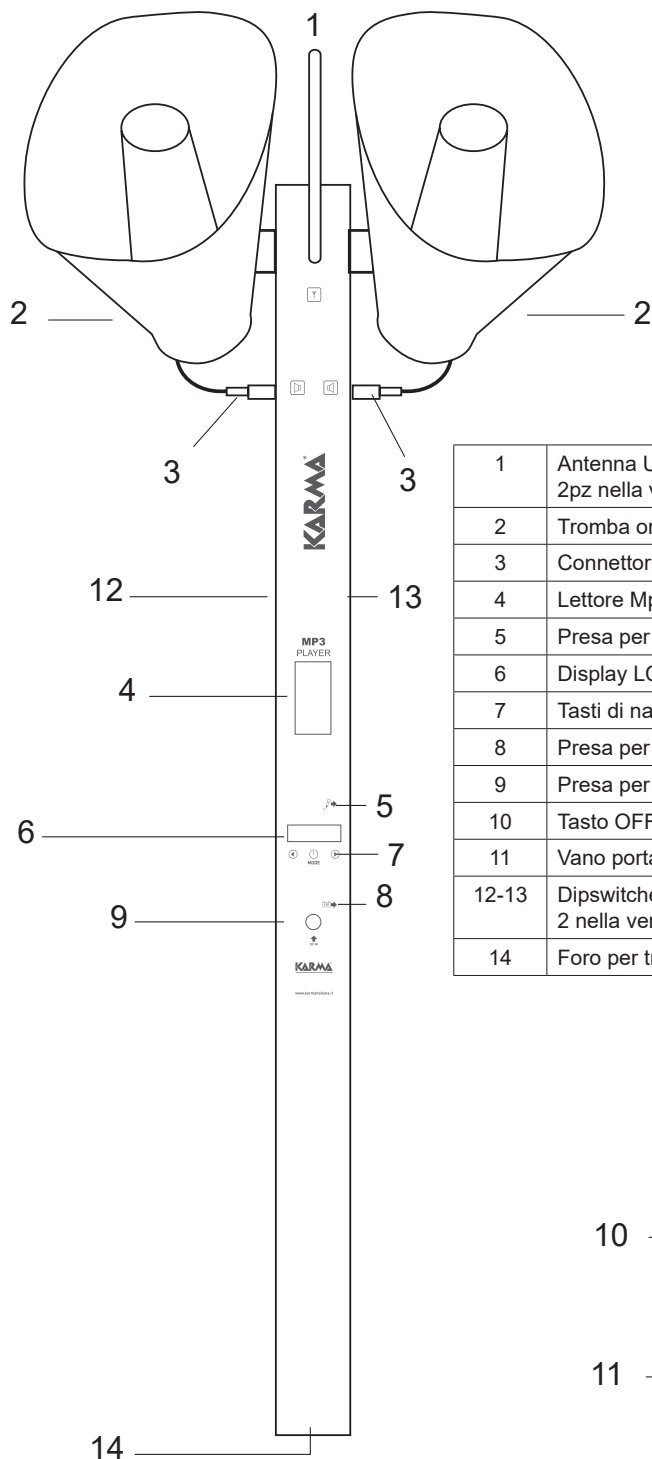 1
2
2
3
3
KARMA®
12
13
MP3
PLAYER
4
5
6
7
MODE
8
9
KARMA
www.karmaitaliana.it
10
11
14
1 Antenna U
2pz nella v
2 Tromba or
3 Connettor
4 Lettore Mp
5 Presa per
6 Display LC
7 Tasti di na
8 Presa per
9 Presa per
10 Tasto OFF
11 Vano porta
12-13 Dipswitche
2 nella ver
14 Foro per tr